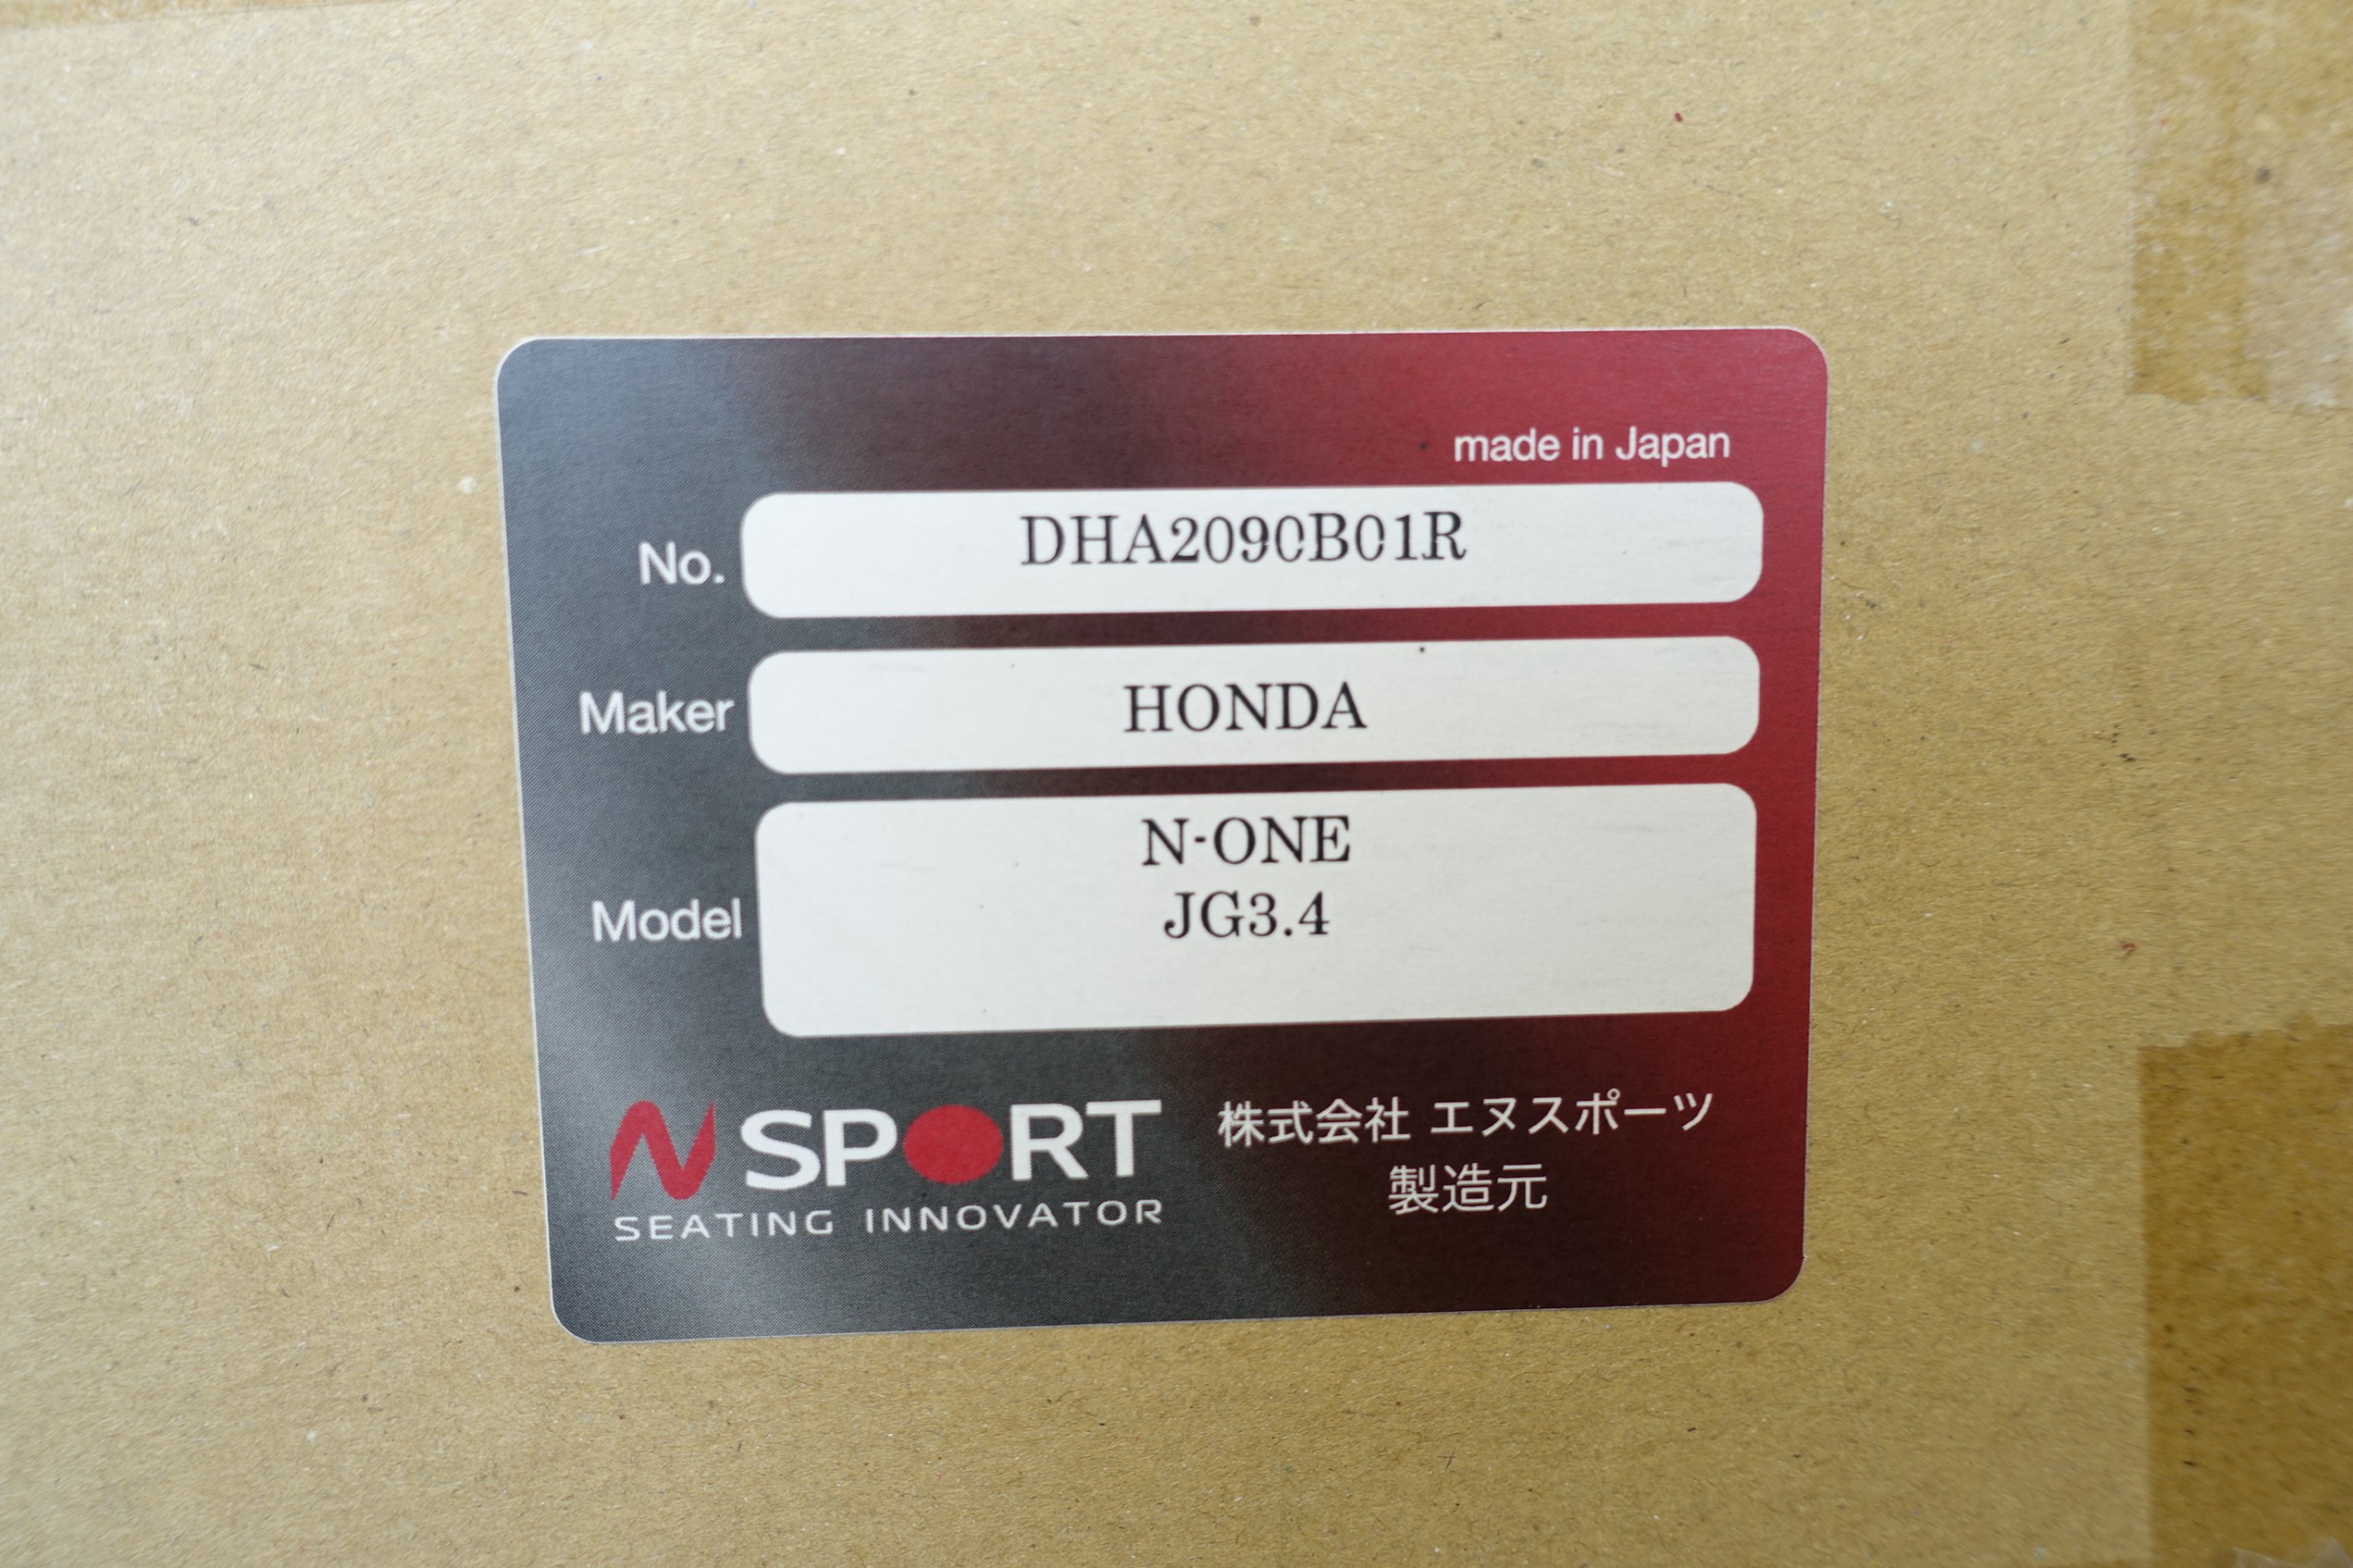 made in Japan
No. DHA2090B01R
Maker HONDA
Model N-ONE
JG3.4
N SPORT
SEATING INNOVATOR
株式会社 エヌスポーツ
製造元